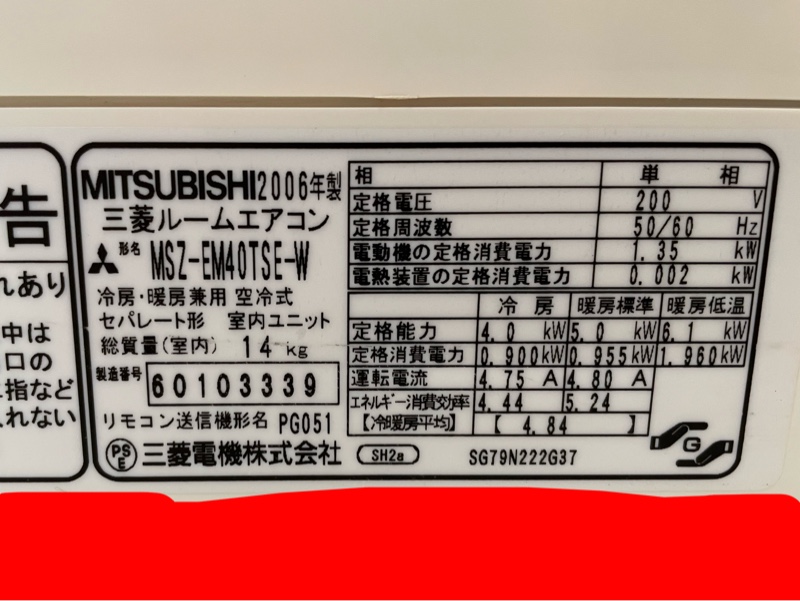 告
れあり
中は
口の
指など
れない
MITSUBISHI 2006年製
三菱ルームエアコン
形名 MSZ-EM40TSE-W
冷房・暖房兼用 空冷式
セパレート形 室内ユニット
総質量(室内) 14 kg
製造番号 60103339
リモコン送信機形名 PG051
PSE 三菱電機株式会社
相 単 相
定格電圧 200 V
定格周波数 50/60 Hz
電動機の定格消費電力 1.35 kW
電熱装置の定格消費電力 0.002 kW
冷 房 暖房標準 暖房低温
定格能力 4.0 kW 5.0 kW 6.1 kW
定格消費電力 0.900kW 0.955kW 1.960kW
運転電流 4.75 A 4.80 A
エネルギー消費効率 4.44 5.24
【冷暖房平均】 [ 4.84 ]
SH2a SG79N222G37
G